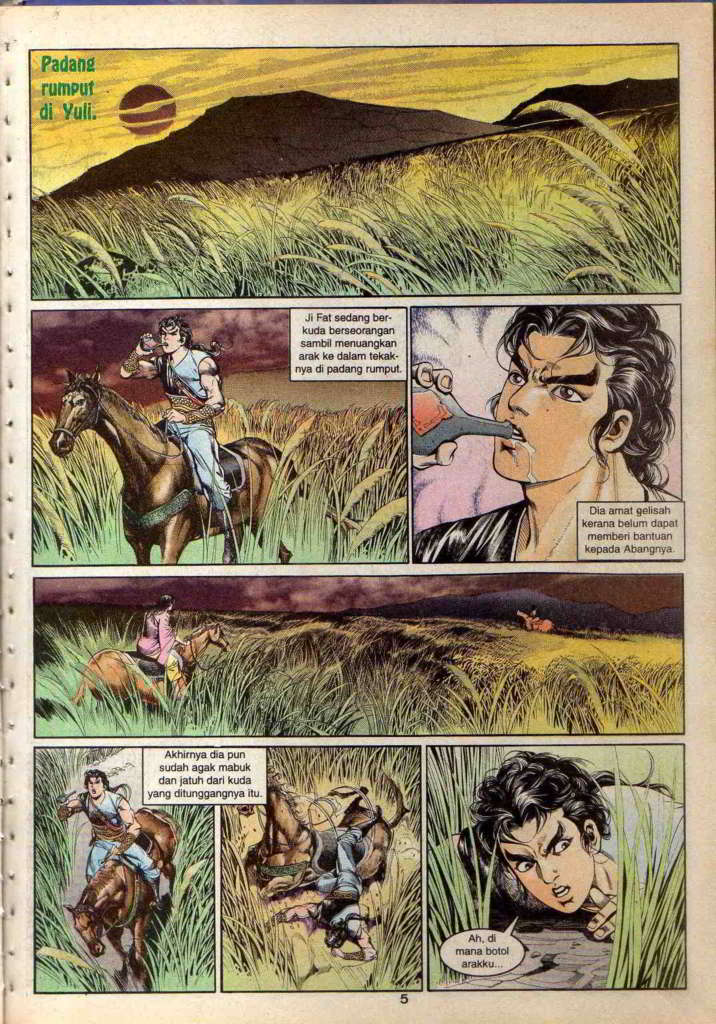 Padang
rumput
di Yuli.
Ji Fat sedang ber-
kuda berseorangan
sambil menuangkan
arak ke dalam tekak-
nya di padang rumput.
Dia amat gelisah
kerana belum dapat
memberi bantuan
kepada Abangnya.
Akhirnya dia pun
sudah agak mabuk
dan jatuh dari kuda
yang ditunggangnya itu.
Ah, di
mana botol
arakku...
5